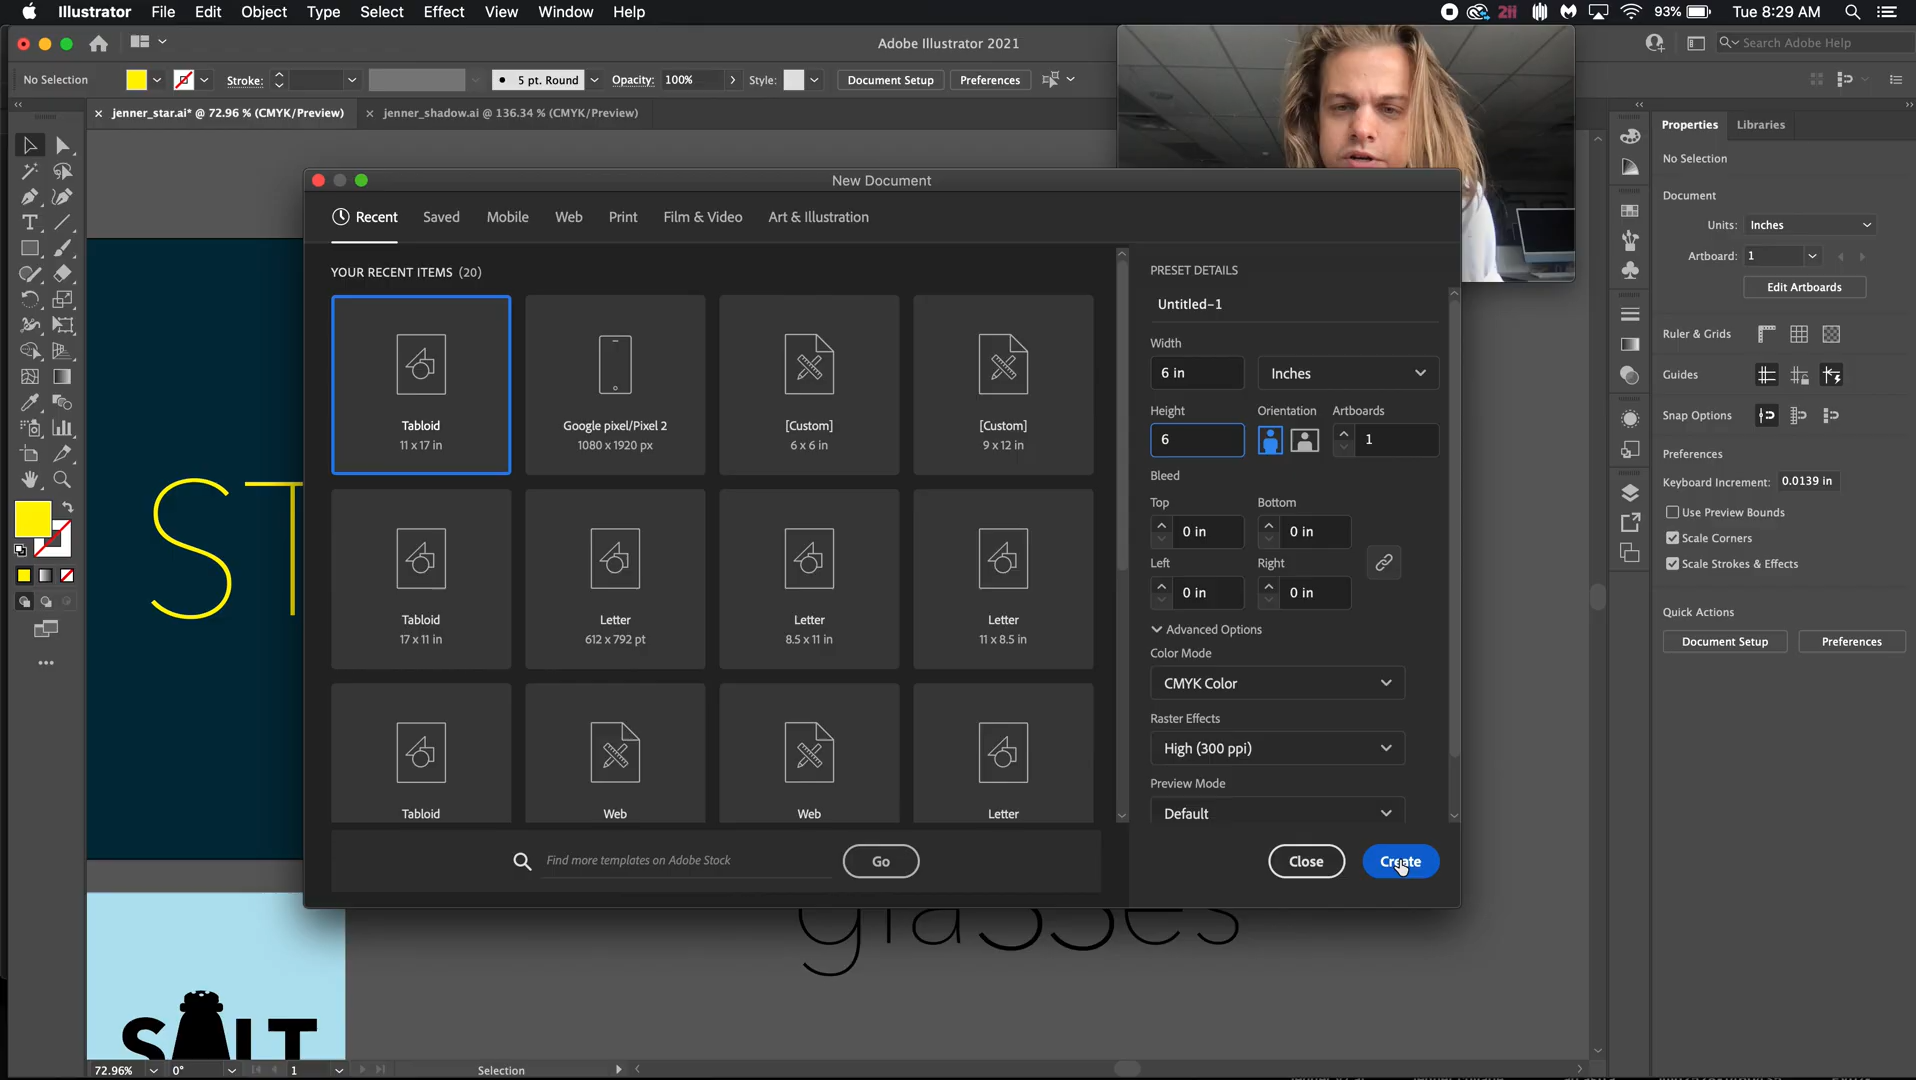 Illustrator File Edit Object Type Select Effect View Window Help
93% Tue 8:29 AM
Adobe Illustrator 2021
Search Adobe Help
No Selection
Stroke:
5 pt. Round
Opacity: 100%
Style:
Document Setup
Preferences
× jenner_star.ai* @ 72.96 % (CMYK/Preview)
× jenner_shadow.ai @ 136.34 % (CMYK/Preview)
New Document
Recent Saved Mobile Web Print Film & Video Art & Illustration
YOUR RECENT ITEMS (20)
Tabloid
11 x 17 in
Google pixel/Pixel 2
1080 x 1920 px
[Custom]
6 x 6 in
[Custom]
9 x 12 in
Tabloid
17 x 11 in
Letter
612 x 792 pt
Letter
8.5 x 11 in
Letter
11 x 8.5 in
Tabloid
Web
Web
Letter
Find more templates on Adobe Stock
Go
PRESET DETAILS
Untitled-1
Width
6 in
Inches
Height
Orientation
Artboards
6
1
Bleed
Top
Bottom
0 in
0 in
Left
Right
0 in
0 in
Advanced Options
Color Mode
CMYK Color
Raster Effects
High (300 ppi)
Preview Mode
Default
Close
Create
Properties Libraries
No Selection
Document
Units: Inches
Artboard: 1
Edit Artboards
Ruler & Grids
Guides
Snap Options
Preferences
Keyboard Increment: 0.0139 in
Use Preview Bounds
Scale Corners
Scale Strokes & Effects
Quick Actions
Document Setup
Preferences
ST
glasses
SALT
72.96% 0° 1 Selection